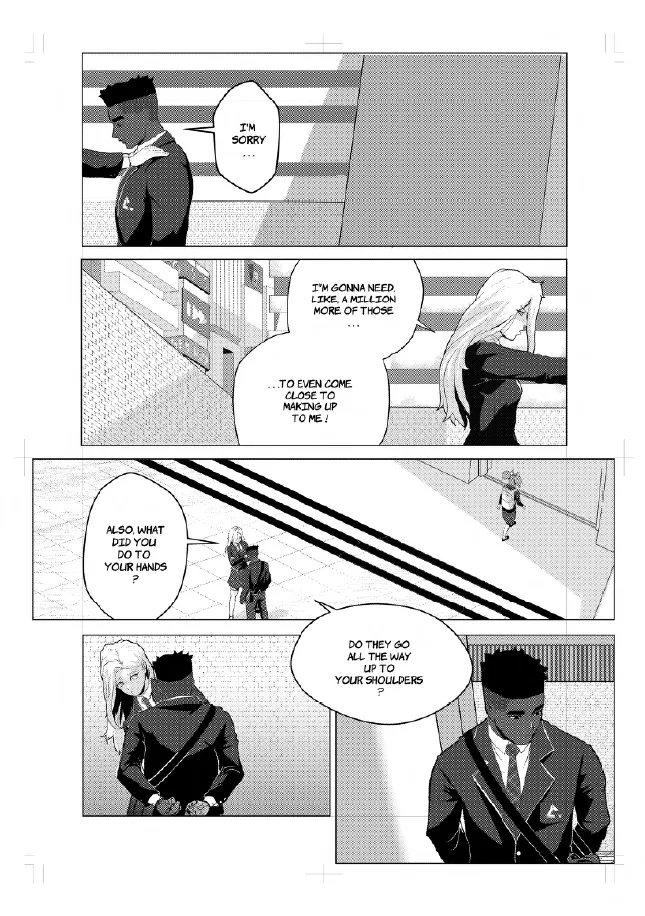 I'M
SORRY
...
I'M GONNA NEED,
LIKE, A MILLION
MORE OF THOSE
...
...TO EVEN COME
CLOSE TO
MAKING UP
TO ME!
ALSO, WHAT
DID YOU
DO TO
YOUR HANDS
?
DO THEY GO
ALL THE WAY
UP TO
YOUR SHOULDERS
?